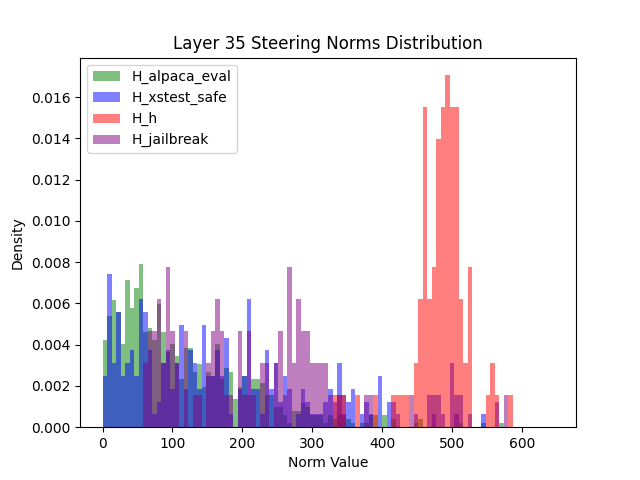 Layer 35 Steering Norms Distribution
H_alpaca_eval
H_xstest_safe
H_h
H_jailbreak
0.016
0.014
0.012
0.010
0.008
0.006
0.004
0.002
0.000
Density
0 100 200 300 400 500 600
Norm Value